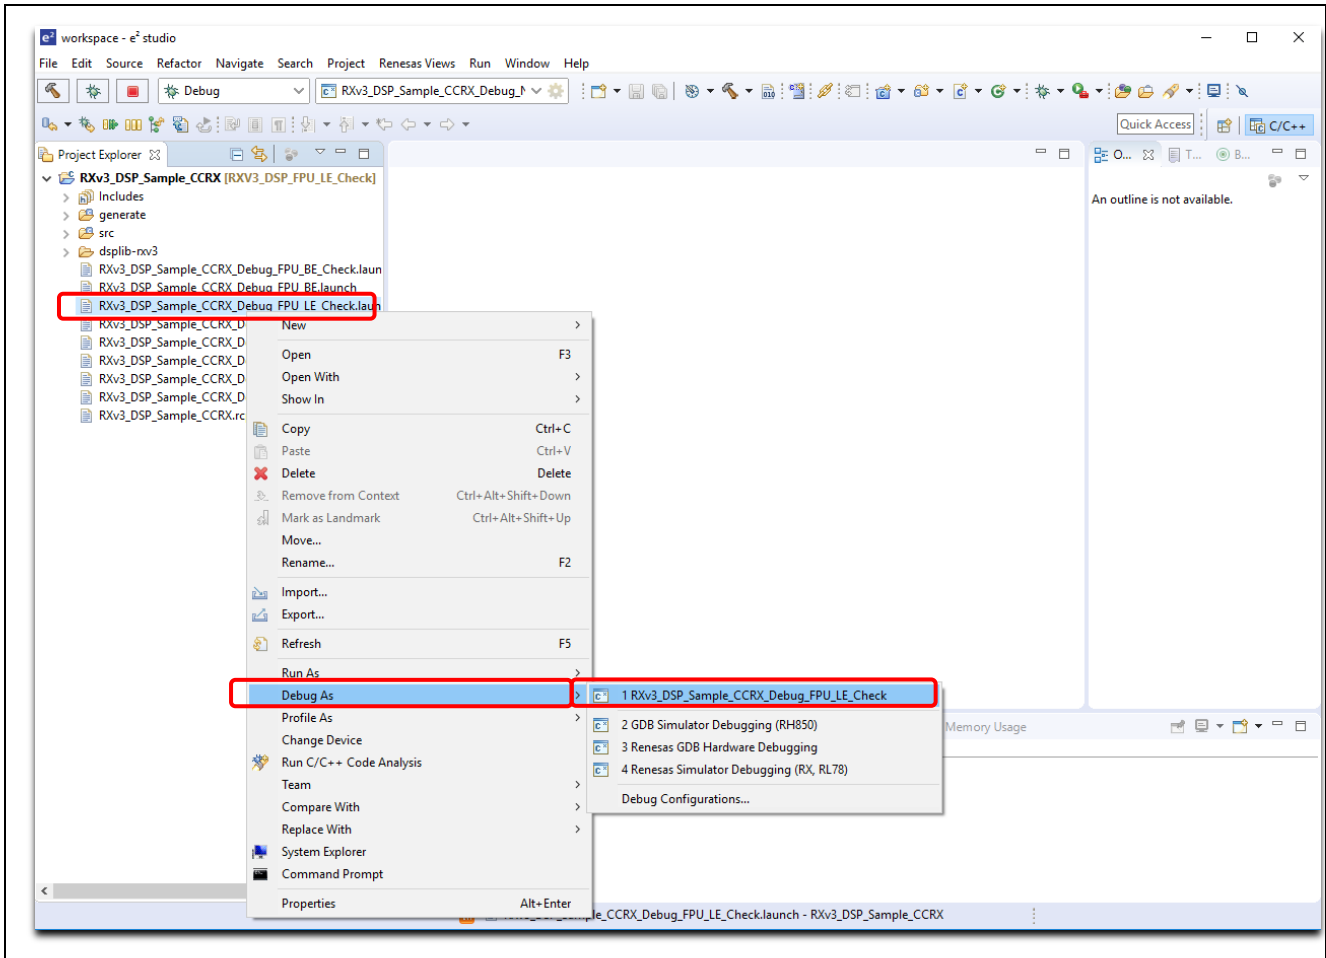 workspace - e² studio
File Edit Source Refactor Navigate Search Project Renesas Views Run Window Help
Debug RXv3_DSP_Sample_CCRX_Debug_
Quick Access C/C++
Project Explorer O... T... B...
RXv3_DSP_Sample_CCRX [RXV3_DSP_FPU_LE_Check]
Includes
An outline is not available.
generate
src
dsplib-rxv3
RXv3_DSP_Sample_CCRX_Debug_FPU_BE_Check.laun
RXv3_DSP_Sample_CCRX_Debug_FPU_BE.launch
RXv3_DSP_Sample_CCRX_Debug_FPU_LE_Check.laun
RXv3_DSP_Sample_CCRX_D
New
RXv3_DSP_Sample_CCRX_D
Open F3
RXv3_DSP_Sample_CCRX_D
Open With
RXv3_DSP_Sample_CCRX_D
RXv3_DSP_Sample_CCRX_D
Show In
RXv3_DSP_Sample_CCRX.rc
Copy Ctrl+C
Paste Ctrl+V
Delete Delete
Remove from Context Ctrl+Alt+Shift+Down
Mark as Landmark Ctrl+Alt+Shift+Up
Move...
Rename... F2
Import...
Export...
Refresh F5
Run As
Debug As 1 RXv3_DSP_Sample_CCRX_Debug_FPU_LE_Check
Profile As 2 GDB Simulator Debugging (RH850) Memory Usage
Change Device 3 Renesas GDB Hardware Debugging
Run C/C++ Code Analysis 4 Renesas Simulator Debugging (RX, RL78)
Team
Compare With Debug Configurations...
Replace With
System Explorer
Command Prompt
Properties Alt+Enter
le_CCRX_Debug_FPU_LE_Check.launch - RXv3_DSP_Sample_CCRX